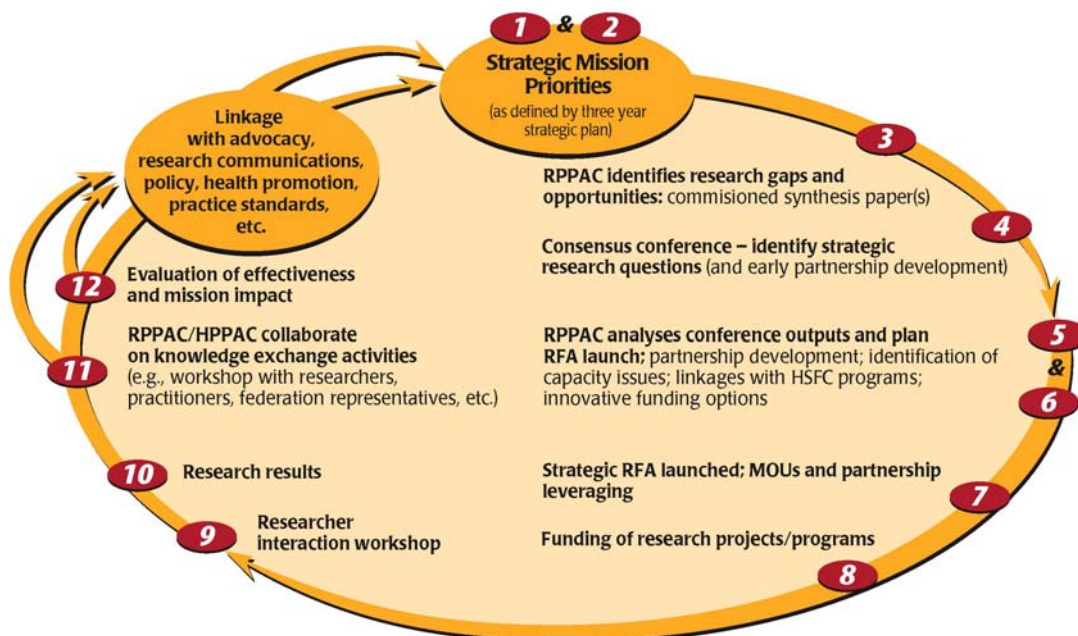 1 & 2
Strategic Mission
Priorities
(as defined by three year
strategic plan)
3
RPPAC identifies research gaps and
opportunities: commisioned synthesis paper(s)
4
Consensus conference – identify strategic
research questions (and early partnership development)
5
&
6
RPPAC analyses conference outputs and plan
RFA launch; partnership development; identification of
capacity issues; linkages with HSFC programs;
innovative funding options
7
Strategic RFA launched; MOUs and partnership
leveraging
8
Funding of research projects/programs
9
Researcher
interaction workshop
10
Research results
11
RPPAC/HPPAC collaborate
on knowledge exchange activities
(e.g., workshop with researchers,
practitioners, federation representatives, etc.)
12
Evaluation of effectiveness
and mission impact
Linkage
with advocacy,
research communications,
policy, health promotion,
practice standards,
etc.